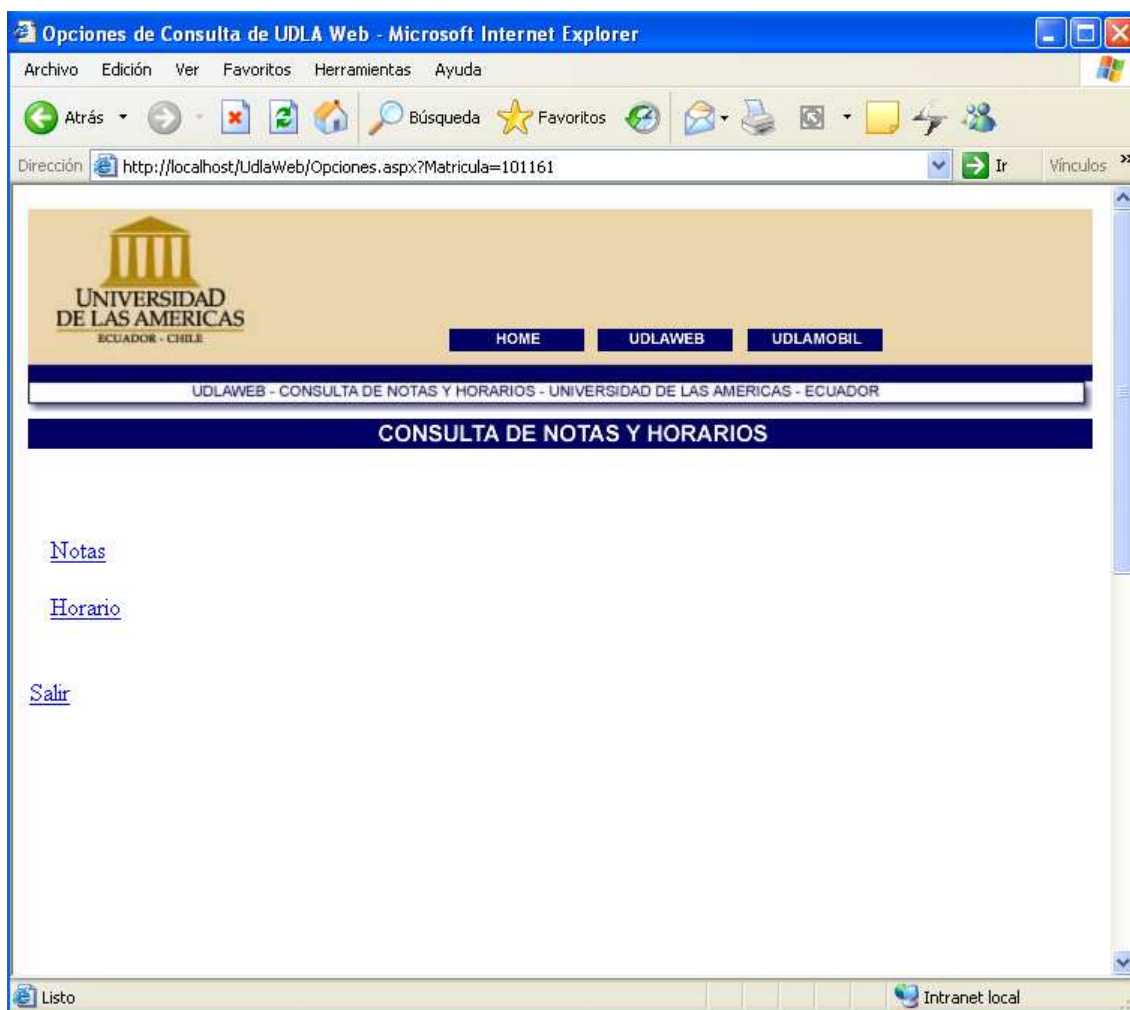 Opciones de Consulta de UDLA Web - Microsoft Internet Explorer
Archivo Edición Ver Favoritos Herramientas Ayuda
Atrás Búsqueda Favoritos
Dirección http://localhost/UdlaWeb/Opciones.aspx?Matricula=101161 Ir Vínculos »
UNIVERSIDAD
DE LAS AMERICAS
ECUADOR - CHILE
HOME UDLAWEB UDLAMOBIL
UDLAWEB - CONSULTA DE NOTAS Y HORARIOS - UNIVERSIDAD DE LAS AMERICAS - ECUADOR
CONSULTA DE NOTAS Y HORARIOS
Notas
Horario
Salir
Listo Intranet local